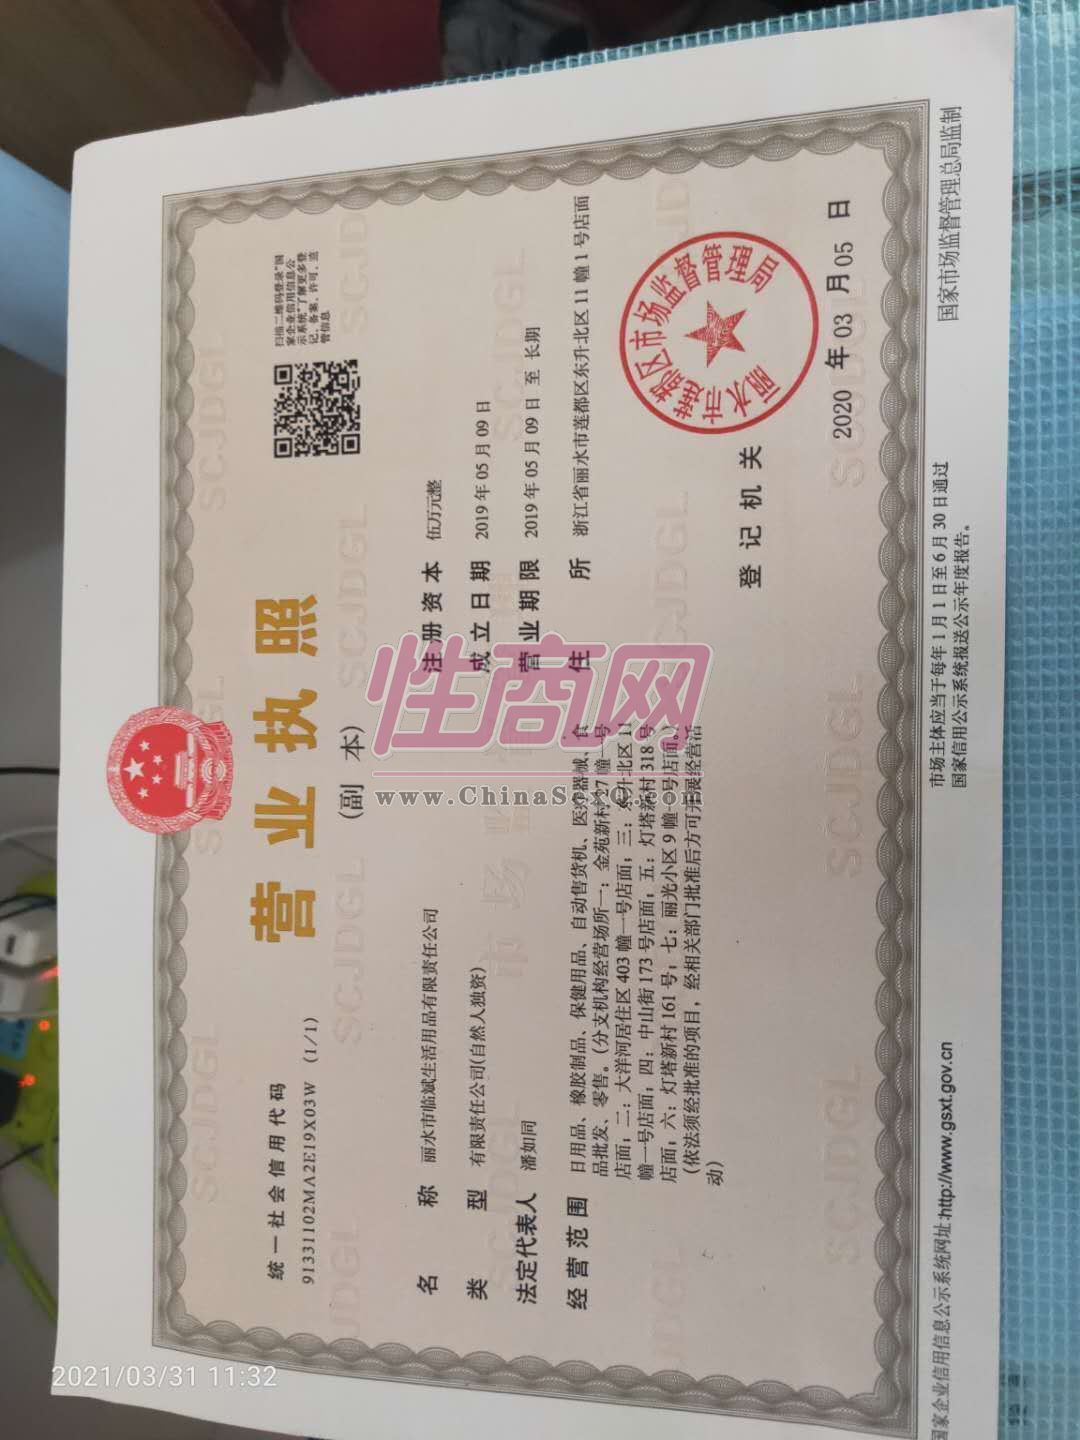 营业执照
(副 本)
统一社会信用代码
91331102MA2E19X03W (1/1)
扫描二维码登录“国
家企业信用信息公
示系统”了解更多登
记、备案、许可、监
管信息
名 称 丽水市临斌生活用品有限责任公司
类 型 有限责任公司(自然人独资)
法定代表人 潘如同
经营范围 日用品、橡胶制品、保健用品、自动售货机、医疗器械、食
品批发、零售。(分支机构经营场所一：金苑新村27幢一号
店面；二：大洋河居住区403幢一号店面；三：东升北区11
幢一号店面；四：中山街173号店面；五：灯塔新村318号
店面；六：灯塔新村161号；七：丽光小区9幢一号店面。)
(依法须经批准的项目，经相关部门批准后方可开展经营活
动)
注册资本 伍万元整
成立日期 2019年05月09日
营业期限 2019年05月09日 至 长期
住 所 浙江省丽水市莲都区东升北区11幢1号店面
登记机关
丽水市莲都区市场监督管理局
2020 年 03 月 05 日
国家企业信用信息公示系统网址:http://www.gsxt.gov.cn
市场主体应当于每年1月1日至6月30日通过
国家信用公示系统报送公示年度报告。
国家市场监督管理总局监制
性商网
www.ChinaSexQ.com
2021/03/31 11:32